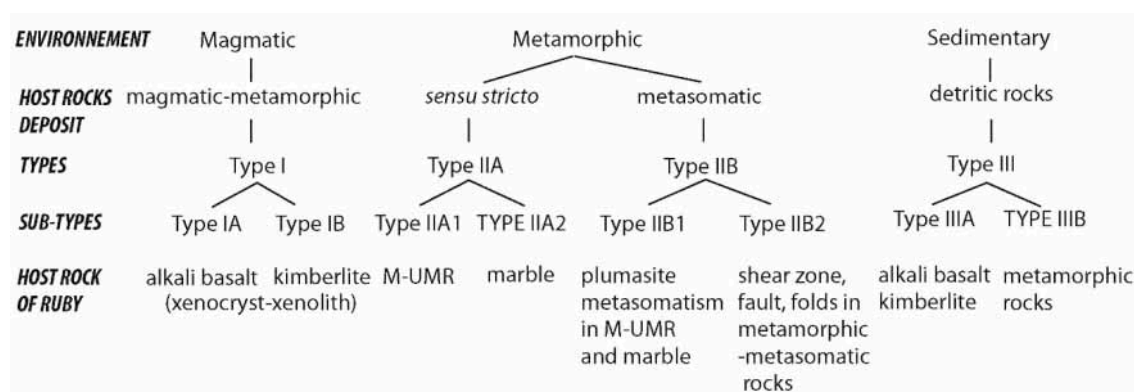 ENVIRONNEMENT Magmatic Metamorphic Sedimentary
HOST ROCKS magmatic-metamorphic sensu stricto metasomatic detritic rocks
DEPOSIT
TYPES Type I Type IIA Type IIB Type III
SUB-TYPES Type IA Type IB Type IIA1 TYPE IIA2 Type IIB1 Type IIB2 Type IIIA TYPE IIIB
HOST ROCK alkali basalt kimberlite M-UMR marble plumasite shear zone, alkali basalt metamorphic
OF RUBY (xenocryst-xenolith) metasomatism fault, folds in kimberlite rocks
in M-UMR metamorphic
and marble -metasomatic
rocks